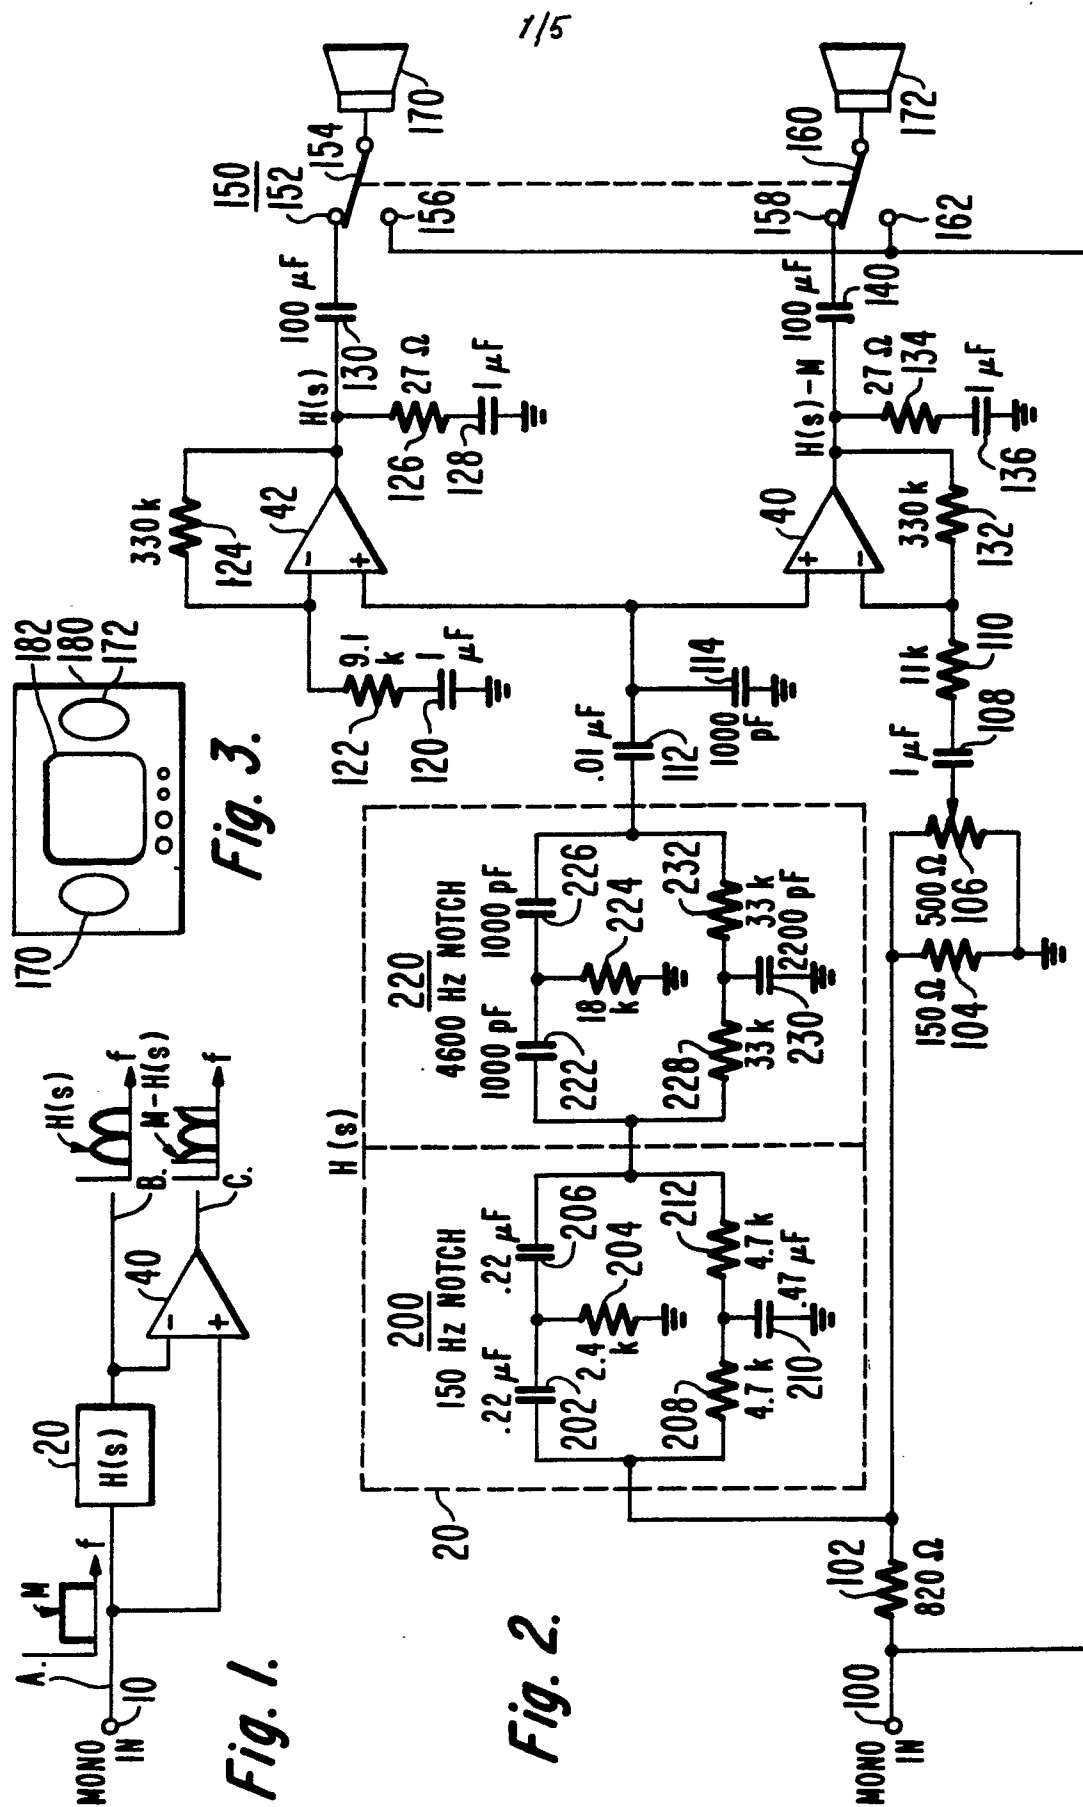 1/5
MONO
IN
10
A.
M
f
20
H(s)
40
-
+
H(s)
f
B.
M-H(s)
f
C.
Fig. 1.
170
182
180
172
Fig. 3.
MONO
IN
100
102
820 Ω
20
H(s)
200
150 Hz NOTCH
.22 μF
.22 μF
202
206
2.4
k
204
208
212
4.7 k
4.7 k
210
.47 μF
220
4600 Hz NOTCH
1000 pF
1000 pF
222
226
18
k
224
228
232
33 k
33 k
230
2200 pF
150 Ω
104
500 Ω
106
1 μF
108
11k
110
.01 μF
112
1000
pF
114
122
9.1
k
120
1
μF
330 k
124
42
-
+
40
+
-
330 k
132
H(s)
126
27 Ω
128
1 μF
100 μF
130
H(s)-M
27 Ω
134
1 μF
136
100 μF
140
150
152
154
156
158
160
162
170
172
Fig. 2.